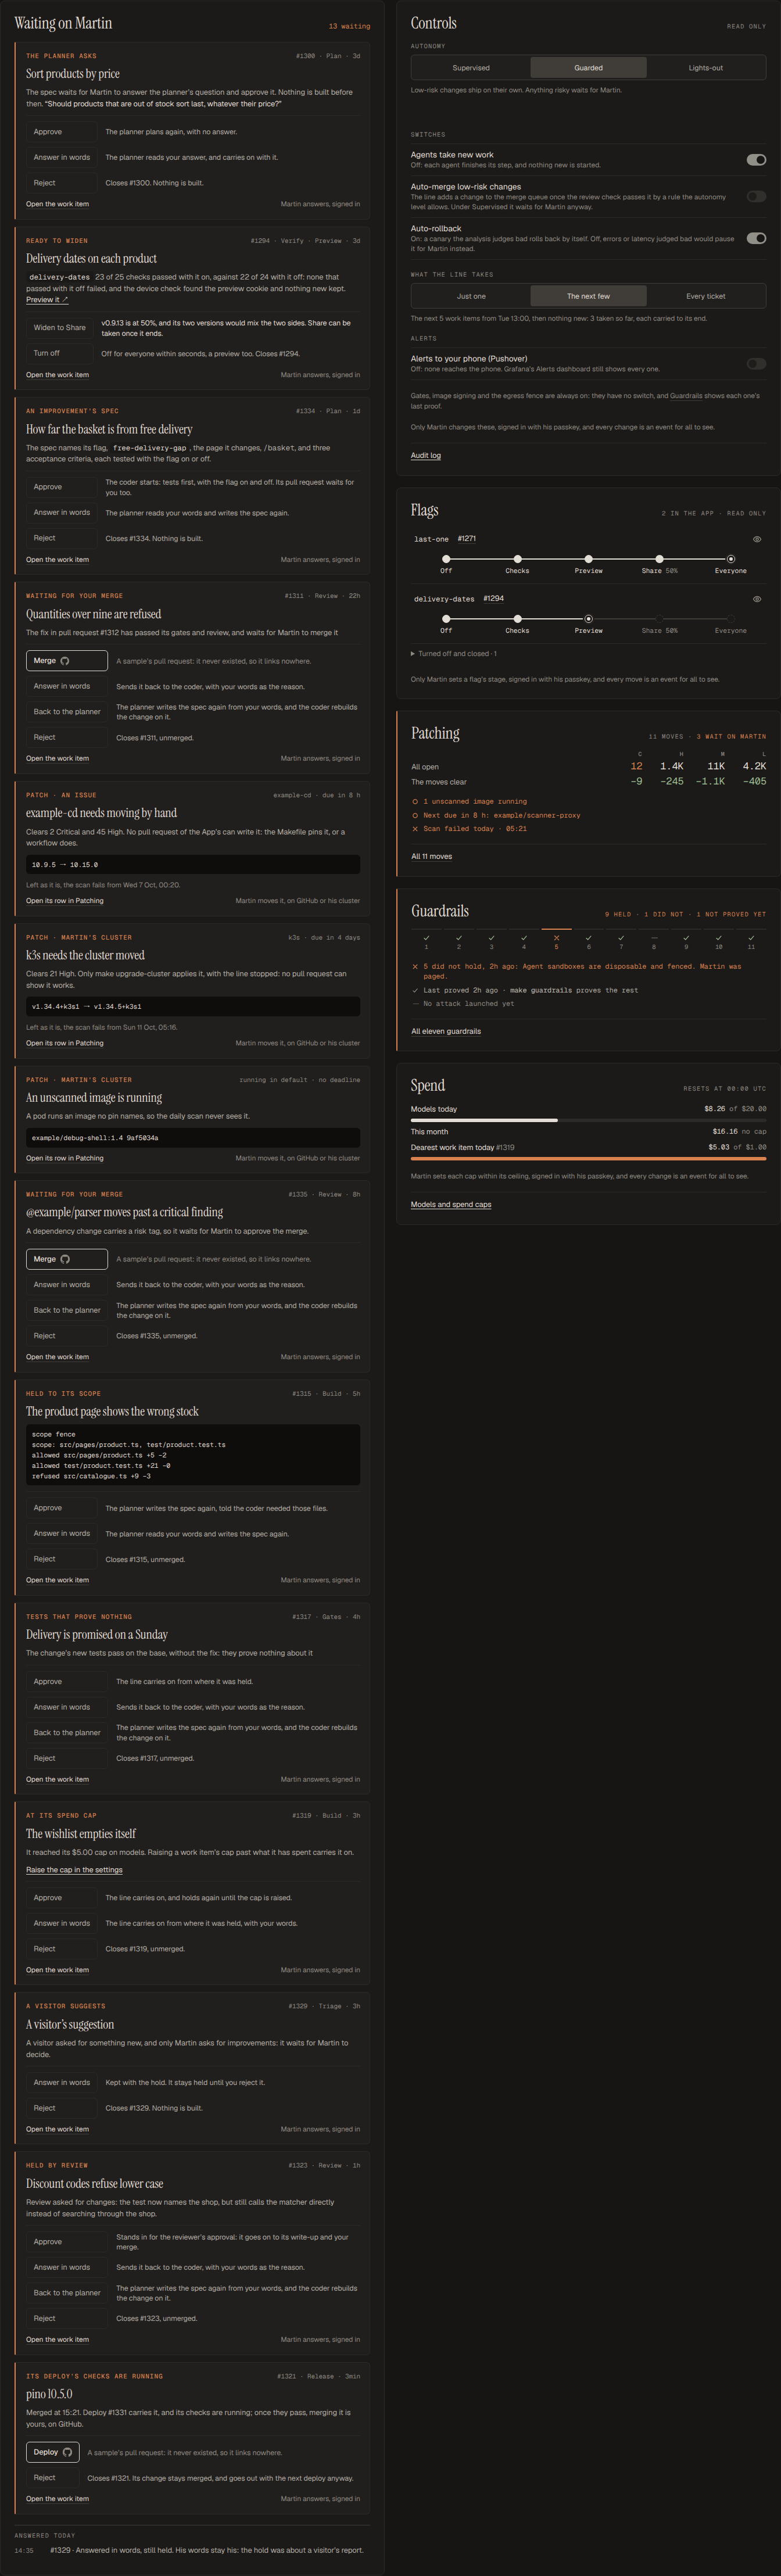 Waiting on Martin
13 waiting
THE PLANNER ASKS
#1300 · Plan · 3d
Sort products by price
The spec waits for Martin to answer the planner's question and approve it. Nothing is built before
then. “Should products that are out of stock sort last, whatever their price?”
Approve
The planner plans again, with no answer.
Answer in words
The planner reads your answer, and carries on with it.
Reject
Closes #1300. Nothing is built.
Open the work item
Martin answers, signed in
READY TO WIDEN
#1294 · Verify · Preview · 3d
Delivery dates on each product
delivery-dates 23 of 25 checks passed with it on, against 22 of 24 with it off: none that
passed with it off failed, and the device check found the preview cookie and nothing new kept.
Preview it ↗
Widen to Share
v0.9.13 is at 50%, and its two versions would mix the two sides. Share can be
taken once it ends.
Turn off
Off for everyone within seconds, a preview too. Closes #1294.
Open the work item
Martin answers, signed in
AN IMPROVEMENT'S SPEC
#1334 · Plan · 1d
How far the basket is from free delivery
The spec names its flag, free-delivery-gap, the page it changes, /basket, and three
acceptance criteria, each tested with the flag on or off.
Approve
The coder starts: tests first, with the flag on and off. Its pull request waits for
you too.
Answer in words
The planner reads your words and writes the spec again.
Reject
Closes #1334. Nothing is built.
Open the work item
Martin answers, signed in
WAITING FOR YOUR MERGE
#1311 · Review · 22h
Quantities over nine are refused
The fix in pull request #1312 has passed its gates and review, and waits for Martin to merge it
Merge
A sample's pull request: it never existed, so it links nowhere.
Answer in words
Sends it back to the coder, with your words as the reason.
Back to the planner
The planner writes the spec again from your words, and the coder rebuilds
the change on it.
Reject
Closes #1311, unmerged.
Open the work item
Martin answers, signed in
PATCH · AN ISSUE
example-cd · due in 8 h
example-cd needs moving by hand
Clears 2 Critical and 45 High. No pull request of the App's can write it: the Makefile pins it, or a
workflow does.
10.9.5 → 10.15.0
Left as it is, the scan fails from Wed 7 Oct, 00:20.
Open its row in Patching
Martin moves it, on GitHub or his cluster
PATCH · MARTIN'S CLUSTER
k3s · due in 4 days
k3s needs the cluster moved
Clears 21 High. Only make upgrade-cluster applies it, with the line stopped: no pull request can
show it works.
v1.34.4+k3s1 → v1.34.5+k3s1
Left as it is, the scan fails from Sun 11 Oct, 05:16.
Open its row in Patching
Martin moves it, on GitHub or his cluster
PATCH · MARTIN'S CLUSTER
running in default · no deadline
An unscanned image is running
A pod runs an image no pin names, so the daily scan never sees it.
example/debug-shell:1.4 9af5034a
Open its row in Patching
Martin moves it, on GitHub or his cluster
WAITING FOR YOUR MERGE
#1335 · Review · 8h
@example/parser moves past a critical finding
A dependency change carries a risk tag, so it waits for Martin to approve the merge.
Merge
A sample's pull request: it never existed, so it links nowhere.
Answer in words
Sends it back to the coder, with your words as the reason.
Back to the planner
The planner writes the spec again from your words, and the coder rebuilds
the change on it.
Reject
Closes #1335, unmerged.
Open the work item
Martin answers, signed in
HELD TO ITS SCOPE
#1315 · Build · 5h
The product page shows the wrong stock
scope fence
scope: src/pages/product.ts, test/product.test.ts
allowed src/pages/product.ts +5 −2
allowed test/product.test.ts +21 −0
refused src/catalogue.ts +9 −3
Approve
The planner writes the spec again, told the coder needed those files.
Answer in words
The planner reads your words and writes the spec again.
Reject
Closes #1315, unmerged.
Open the work item
Martin answers, signed in
TESTS THAT PROVE NOTHING
#1317 · Gates · 4h
Delivery is promised on a Sunday
The change's new tests pass on the base, without the fix: they prove nothing about it
Approve
The line carries on from where it was held.
Answer in words
Sends it back to the coder, with your words as the reason.
Back to the planner
The planner writes the spec again from your words, and the coder rebuilds
the change on it.
Reject
Closes #1317, unmerged.
Open the work item
Martin answers, signed in
AT ITS SPEND CAP
#1319 · Build · 3h
The wishlist empties itself
It reached its $5.00 cap on models. Raising a work item's cap past what it has spent carries it on.
Raise the cap in the settings
Approve
The line carries on, and holds again until the cap is raised.
Answer in words
The line carries on from where it was held, with your words.
Reject
Closes #1319, unmerged.
Open the work item
Martin answers, signed in
A VISITOR SUGGESTS
#1329 · Triage · 3h
A visitor's suggestion
A visitor asked for something new, and only Martin asks for improvements: it waits for Martin to
decide.
Answer in words
Kept with the hold. It stays held until you reject it.
Reject
Closes #1329. Nothing is built.
Open the work item
Martin answers, signed in
HELD BY REVIEW
#1323 · Review · 1h
Discount codes refuse lower case
Review asked for changes: the test now names the shop, but still calls the matcher directly
instead of searching through the shop.
Approve
Stands in for the reviewer's approval: it goes on to its write-up and your
merge.
Answer in words
Sends it back to the coder, with your words as the reason.
Back to the planner
The planner writes the spec again from your words, and the coder rebuilds
the change on it.
Reject
Closes #1323, unmerged.
Open the work item
Martin answers, signed in
ITS DEPLOY'S CHECKS ARE RUNNING
#1321 · Release · 3min
pino 10.5.0
Merged at 15:21. Deploy #1331 carries it, and its checks are running; once they pass, merging it is
yours, on GitHub.
Deploy
A sample's pull request: it never existed, so it links nowhere.
Reject
Closes #1321. Its change stays merged, and goes out with the next deploy anyway.
Open the work item
Martin answers, signed in
ANSWERED TODAY
14:35
#1329 · Answered in words, still held. His words stay his: the hold was about a visitor's report.
Controls
READ ONLY
AUTONOMY
Supervised
Guarded
Lights-out
Low-risk changes ship on their own. Anything risky waits for Martin.
SWITCHES
Agents take new work
Off: each agent finishes its step, and nothing new is started.
Auto-merge low-risk changes
The line adds a change to the merge queue once the review check passes it by a rule the autonomy
level allows. Under Supervised it waits for Martin anyway.
Auto-rollback
On: a canary the analysis judges bad rolls back by itself. Off, errors or latency judged bad would pause
it for Martin instead.
WHAT THE LINE TAKES
Just one
The next few
Every ticket
The next 5 work items from Tue 13:00, then nothing new: 3 taken so far, each carried to its end.
ALERTS
Alerts to your phone (Pushover)
Off: none reaches the phone. Grafana's Alerts dashboard still shows every one.
Gates, image signing and the egress fence are always on: they have no switch, and Guardrails shows each one's
last proof.
Only Martin changes these, signed in with his passkey, and every change is an event for all to see.
Audit log
Flags
2 IN THE APP · READ ONLY
last-one #1271
Off
Checks
Preview
Share 50%
Everyone
delivery-dates #1294
Off
Checks
Preview
Share 50%
Everyone
▶ Turned off and closed · 1
Only Martin sets a flag's stage, signed in with his passkey, and every move is an event for all to see.
Patching
11 MOVES · 3 WAIT ON MARTIN
C H M L
All open 12 1.4K 11K 4.2K
The moves clear −9 −245 −1.1K −405
1 unscanned image running
Next due in 8 h: example/scanner-proxy
Scan failed today · 05:21
All 11 moves
Guardrails
9 HELD · 1 DID NOT · 1 NOT PROVED YET
1 2 3 4 5 6 7 8 9 10 11
5 did not hold, 2h ago: Agent sandboxes are disposable and fenced. Martin was
paged.
Last proved 2h ago · make guardrails proves the rest
No attack launched yet
All eleven guardrails
Spend
RESETS AT 00:00 UTC
Models today
$8.26 of $20.00
This month
$16.16 no cap
Dearest work item today #1319
$5.03 of $1.00
Martin sets each cap within its ceiling, signed in with his passkey, and every change is an event for all to see.
Models and spend caps